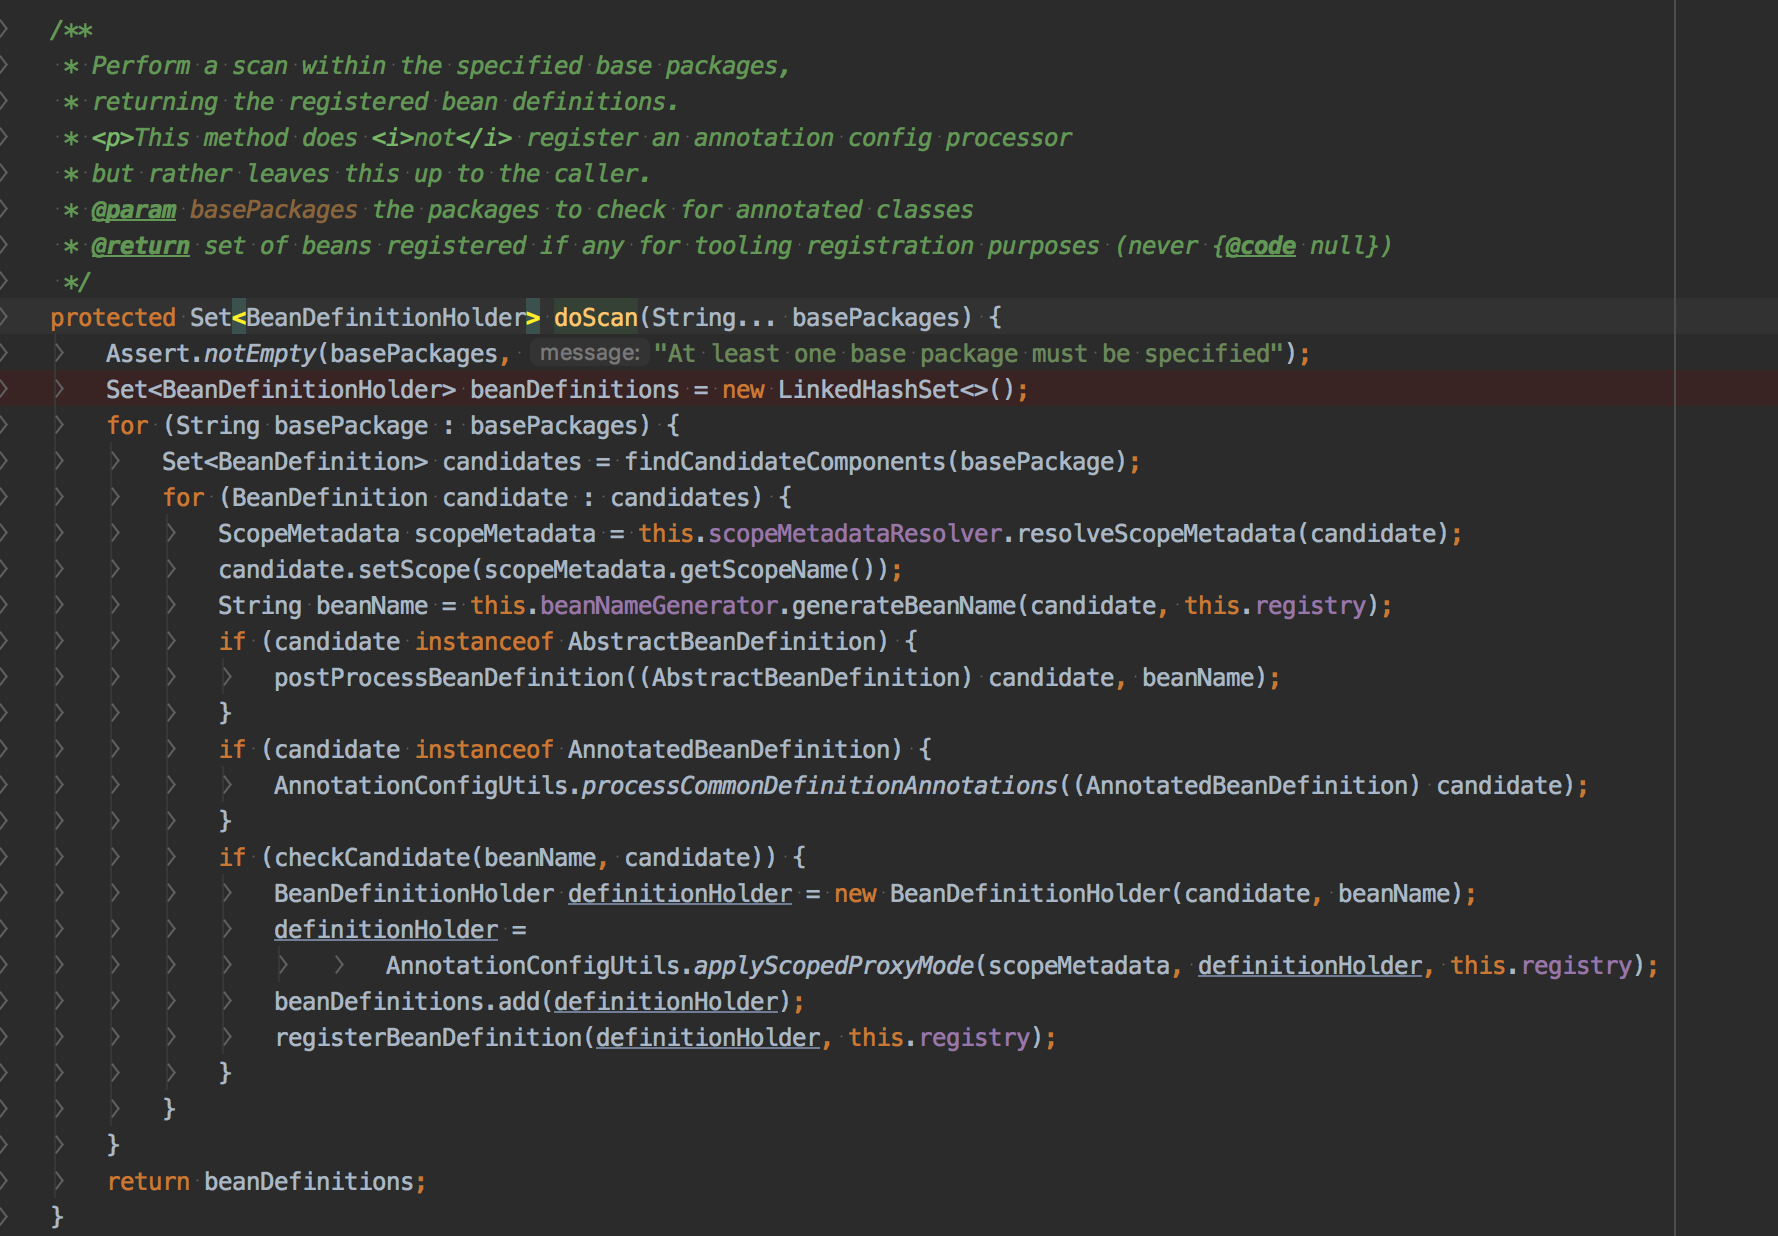 /**
 * Perform a scan within the specified base packages,
 * returning the registered bean definitions.
 * <p>This method does <i>not</i> register an annotation config processor
 * but rather leaves this up to the caller.
 * @param basePackages the packages to check for annotated classes
 * @return set of beans registered if any for tooling registration purposes (never {@code null})
 */
protected Set<BeanDefinitionHolder> doScan(String... basePackages) {
    Assert.notEmpty(basePackages, message: "At least one base package must be specified");
    Set<BeanDefinitionHolder> beanDefinitions = new LinkedHashSet<>();
    for (String basePackage : basePackages) {
        Set<BeanDefinition> candidates = findCandidateComponents(basePackage);
        for (BeanDefinition candidate : candidates) {
            ScopeMetadata scopeMetadata = this.scopeMetadataResolver.resolveScopeMetadata(candidate);
            candidate.setScope(scopeMetadata.getScopeName());
            String beanName = this.beanNameGenerator.generateBeanName(candidate, this.registry);
            if (candidate instanceof AbstractBeanDefinition) {
                postProcessBeanDefinition((AbstractBeanDefinition) candidate, beanName);
            }
            if (candidate instanceof AnnotatedBeanDefinition) {
                AnnotationConfigUtils.processCommonDefinitionAnnotations((AnnotatedBeanDefinition) candidate);
            }
            if (checkCandidate(beanName, candidate)) {
                BeanDefinitionHolder definitionHolder = new BeanDefinitionHolder(candidate, beanName);
                definitionHolder =
                        AnnotationConfigUtils.applyScopedProxyMode(scopeMetadata, definitionHolder, this.registry);
                beanDefinitions.add(definitionHolder);
                registerBeanDefinition(definitionHolder, this.registry);
            }
        }
    }
    return beanDefinitions;
}